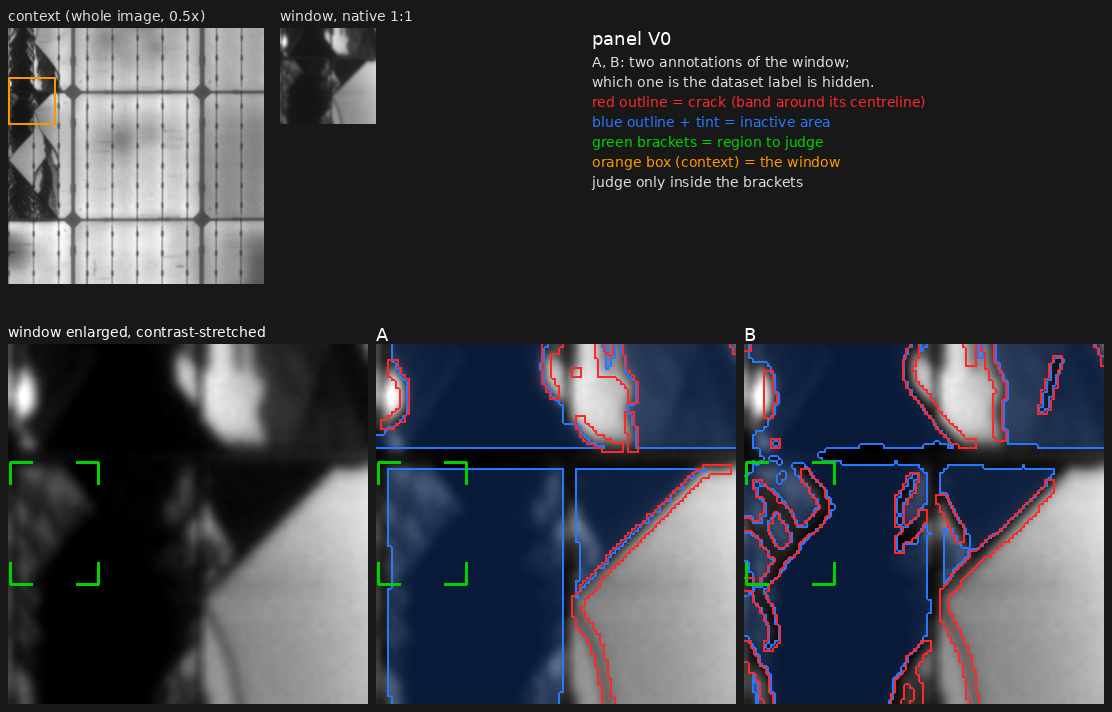 context (whole image, 0.5x)
window, native 1:1
panel V0
A, B: two annotations of the window;
which one is the dataset label is hidden.
red outline = crack (band around its centreline)
blue outline + tint = inactive area
green brackets = region to judge
orange box (context) = the window
judge only inside the brackets
window enlarged, contrast-stretched
A
B